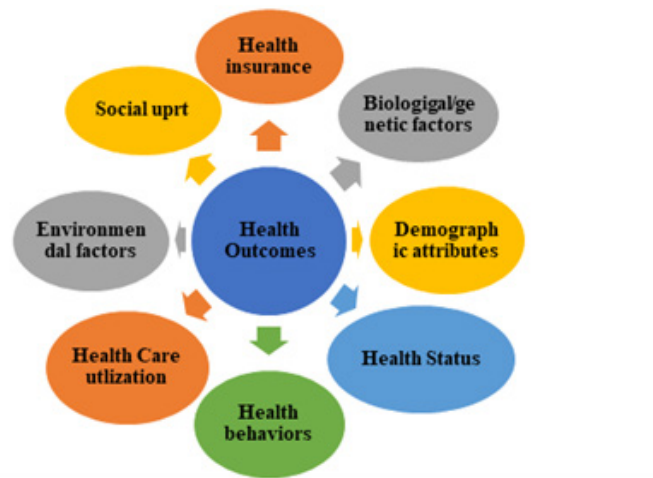 Health
insurance
Social uprt
Biologigal/ge
netic factors
Environmen
dal factors
Health
Outcomes
Demograph
ic attributes
Health Care
utlization
Health Status
Health
behaviors